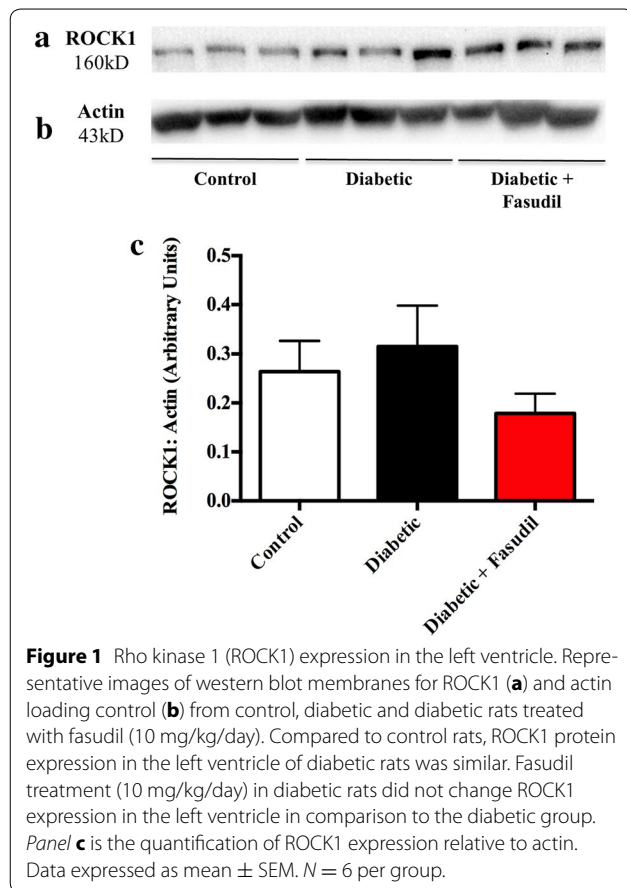 a ROCK1
160kD
b Actin
43kD
Control Diabetic Diabetic +
Fasudil
c
ROCK1: Actin (Arbitrary Units)
0.5
0.4
0.3
0.2
0.1
0.0
Control
Diabetic
Diabetic + Fasudil
Figure 1 Rho kinase 1 (ROCK1) expression in the left ventricle. Repre-
sentative images of western blot membranes for ROCK1 (a) and actin
loading control (b) from control, diabetic and diabetic rats treated
with fasudil (10 mg/kg/day). Compared to control rats, ROCK1 protein
expression in the left ventricle of diabetic rats was similar. Fasudil
treatment (10 mg/kg/day) in diabetic rats did not change ROCK1
expression in the left ventricle in comparison to the diabetic group.
Panel c is the quantification of ROCK1 expression relative to actin.
Data expressed as mean ± SEM. N = 6 per group.